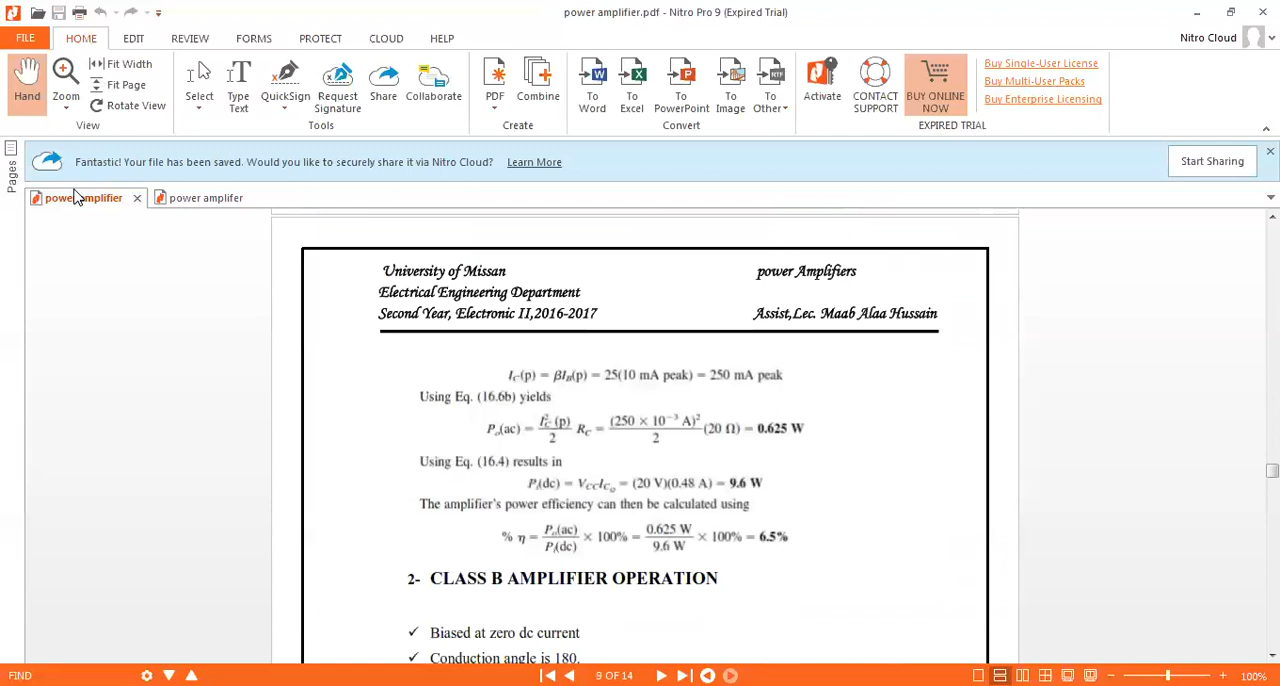 power amplifier.pdf - Nitro Pro 9 (Expired Trial)
FILE HOME EDIT REVIEW FORMS PROTECT CLOUD HELP Nitro Cloud
Hand Zoom Fit Width Fit Page Rotate View
Select Type Text QuickSign Request Signature Share Collaborate
PDF Combine
To Word To Excel To PowerPoint To Image To Other
Activate CONTACT SUPPORT BUY ONLINE NOW
Buy Single-User License
Buy Multi-User Packs
Buy Enterprise Licensing
View Tools Create Convert EXPIRED TRIAL
Pages
Fantastic! Your file has been saved. Would you like to securely share it via Nitro Cloud? Learn More Start Sharing
power amplifier power amplifer
University of Missan power Amplifiers
Electrical Engineering Department
Second Year, Electronic II,2016-2017 Assist,Lec. Maab Alaa Hussain
I_C(p) = βI_B(p) = 25(10 mA peak) = 250 mA peak
Using Eq. (16.6b) yields
P_o(ac) = I²_C(p)/2 R_C = (250 × 10⁻³ A)²/2 (20 Ω) = 0.625 W
Using Eq. (16.4) results in
P_i(dc) = V_CC I_CQ = (20 V)(0.48 A) = 9.6 W
The amplifier's power efficiency can then be calculated using
% η = P_o(ac)/P_i(dc) × 100% = 0.625 W/9.6 W × 100% = 6.5%
2- CLASS B AMPLIFIER OPERATION
✓ Biased at zero dc current
✓ Conduction angle is 180.
FIND 9 OF 14 100%